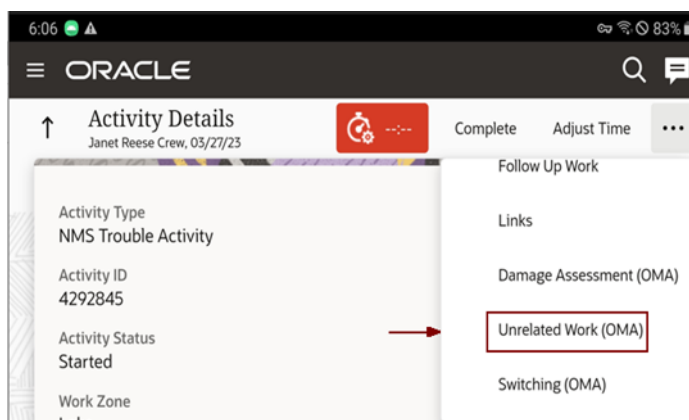 6:06 83%
ORACLE
Activity Details
Janet Reese Crew, 03/27/23
--:--
Complete
Adjust Time
Follow Up Work
Links
Damage Assessment (OMA)
Unrelated Work (OMA)
Switching (OMA)
Activity Type
NMS Trouble Activity
Activity ID
4292845
Activity Status
Started
Work Zone